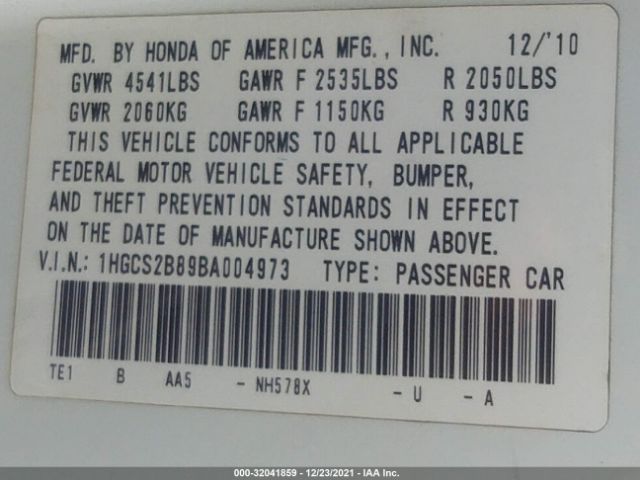 MFD. BY HONDA OF AMERICA MFG., INC. 12/'10
GVWR 4541LBS GAWR F 2535LBS R 2050LBS
GVWR 2060KG GAWR F 1150KG R 930KG
THIS VEHICLE CONFORMS TO ALL APPLICABLE
FEDERAL MOTOR VEHICLE SAFETY, BUMPER,
AND THEFT PREVENTION STANDARDS IN EFFECT
ON THE DATE OF MANUFACTURE SHOWN ABOVE.
V.I.N.: 1HGCS2B89BA004973 TYPE: PASSENGER CAR
TE1 B AA5 - NH578X - U - A
000-32041859 - 12/23/2021 - IAA Inc.